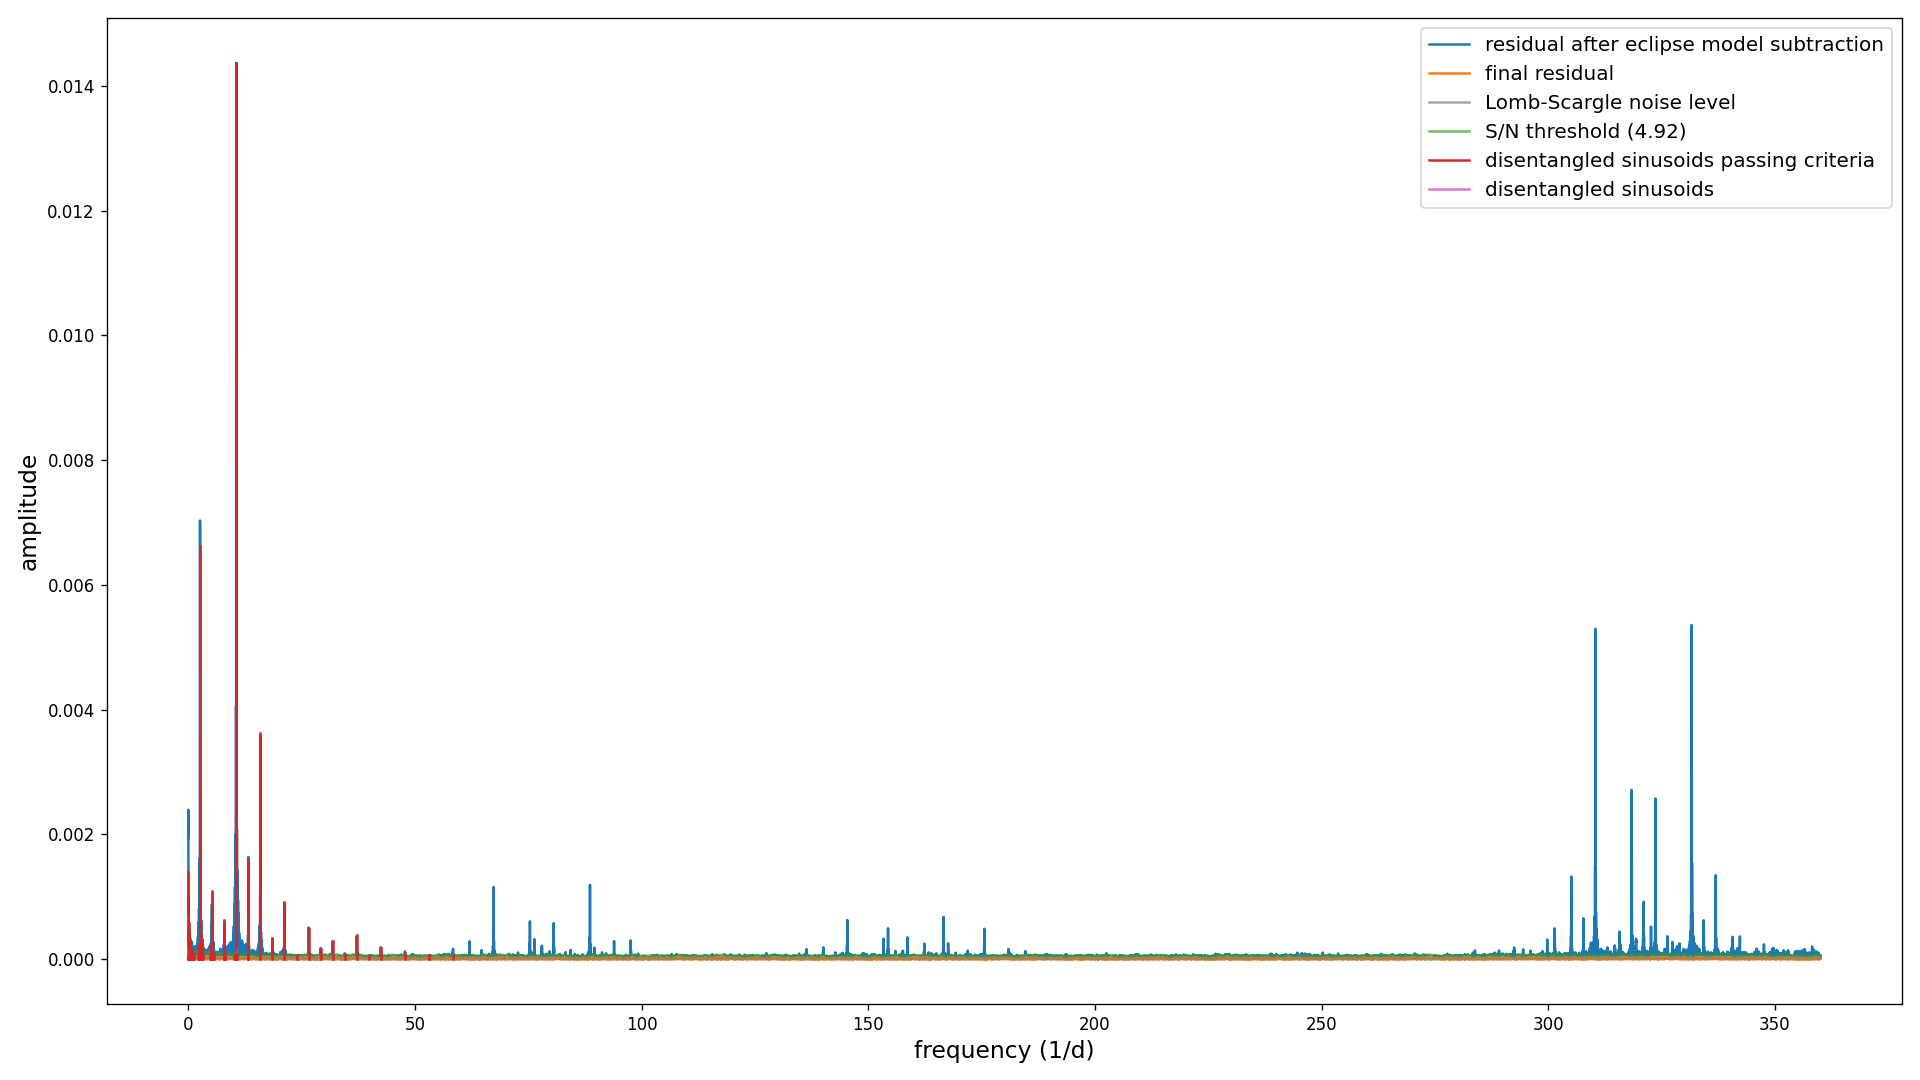 residual after eclipse model subtraction
final residual
Lomb-Scargle noise level
S/N threshold (4.92)
disentangled sinusoids passing criteria
disentangled sinusoids
0.014
0.012
0.010
0.008
0.006
0.004
0.002
0.000
amplitude
0 50 100 150 200 250 300 350
frequency (1/d)